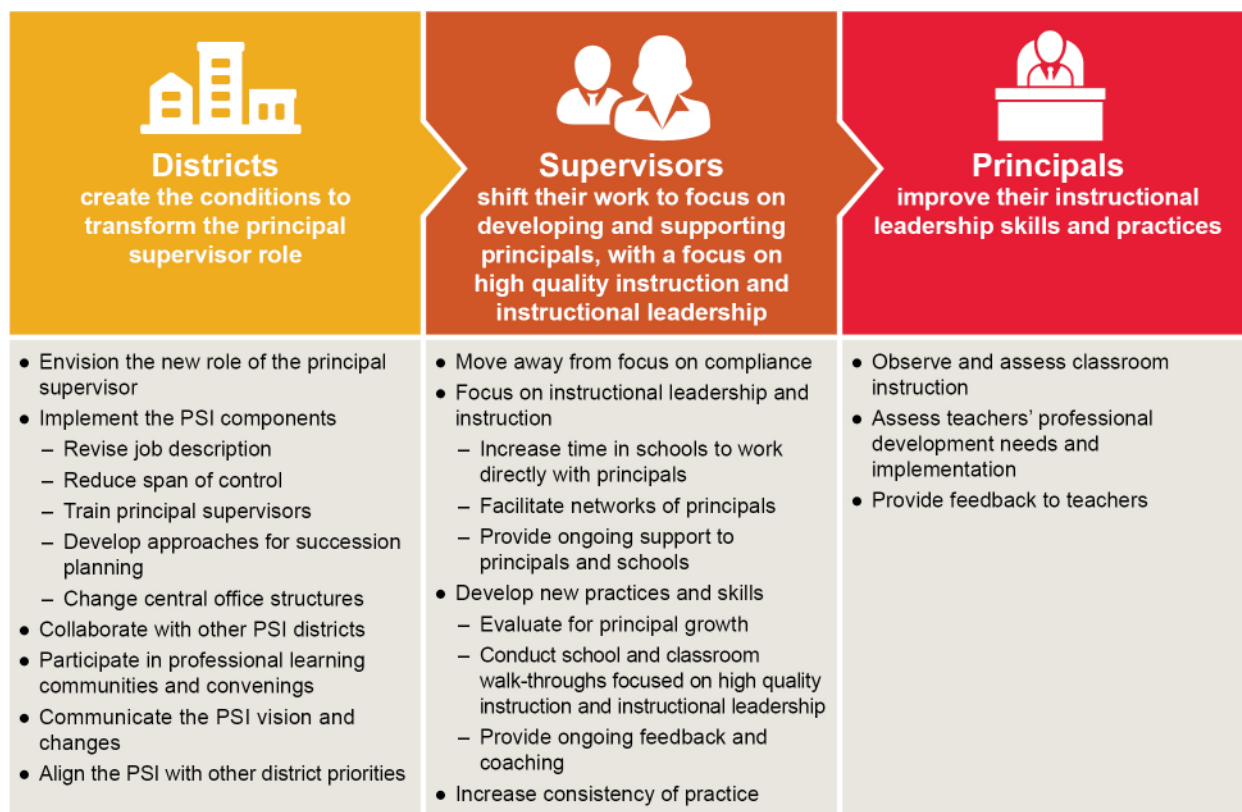 Districts
create the conditions to
transform the principal
supervisor role
● Envision the new role of the principal
supervisor
● Implement the PSI components
– Revise job description
– Reduce span of control
– Train principal supervisors
– Develop approaches for succession
planning
– Change central office structures
● Collaborate with other PSI districts
● Participate in professional learning
communities and convenings
● Communicate the PSI vision and
changes
● Align the PSI with other district priorities
Supervisors
shift their work to focus on
developing and supporting
principals, with a focus on
high quality instruction and
instructional leadership
● Move away from focus on compliance
● Focus on instructional leadership and
instruction
– Increase time in schools to work
directly with principals
– Facilitate networks of principals
– Provide ongoing support to
principals and schools
● Develop new practices and skills
– Evaluate for principal growth
– Conduct school and classroom
walk-throughs focused on high quality
instruction and instructional leadership
– Provide ongoing feedback and
coaching
● Increase consistency of practice
Principals
improve their instructional
leadership skills and practices
● Observe and assess classroom
instruction
● Assess teachers’ professional
development needs and
implementation
● Provide feedback to teachers